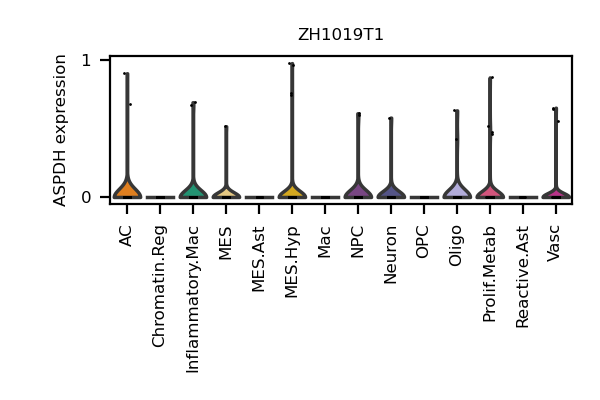 ZH1019T1
ASPDH expression
1
0
AC
Chromatin.Reg
Inflammatory.Mac
MES
MES.Ast
MES.Hyp
Mac
NPC
Neuron
OPC
Oligo
Prolif.Metab
Reactive.Ast
Vasc